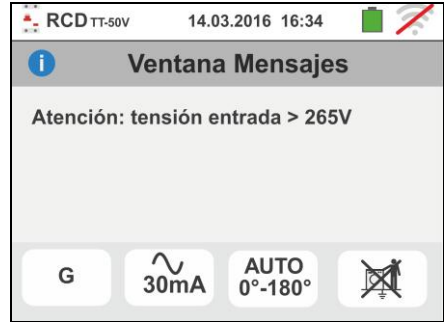 RCD TT-50V 14.03.2016 16:34
i Ventana Mensajes
Atención: tensión entrada > 265V
G 30mA AUTO
0°-180°